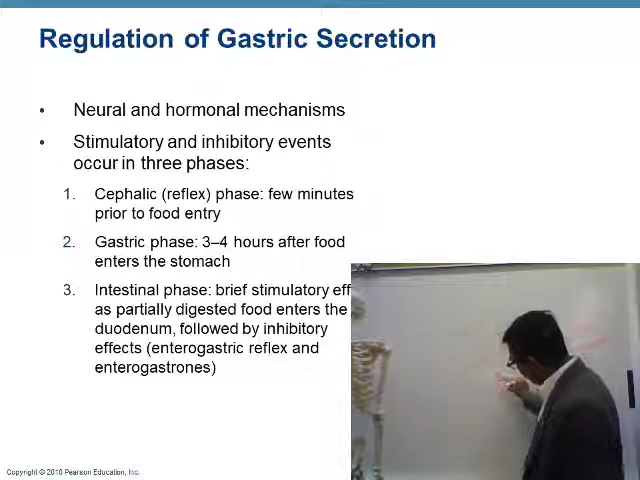 Regulation of Gastric Secretion
• Neural and hormonal mechanisms
• Stimulatory and inhibitory events
occur in three phases:
1. Cephalic (reflex) phase: few minutes
prior to food entry
2. Gastric phase: 3–4 hours after food
enters the stomach
3. Intestinal phase: brief stimulatory eff
as partially digested food enters the
duodenum, followed by inhibitory
effects (enterogastric reflex and
enterogastrones)
Copyright © 2010 Pearson Education, Inc.